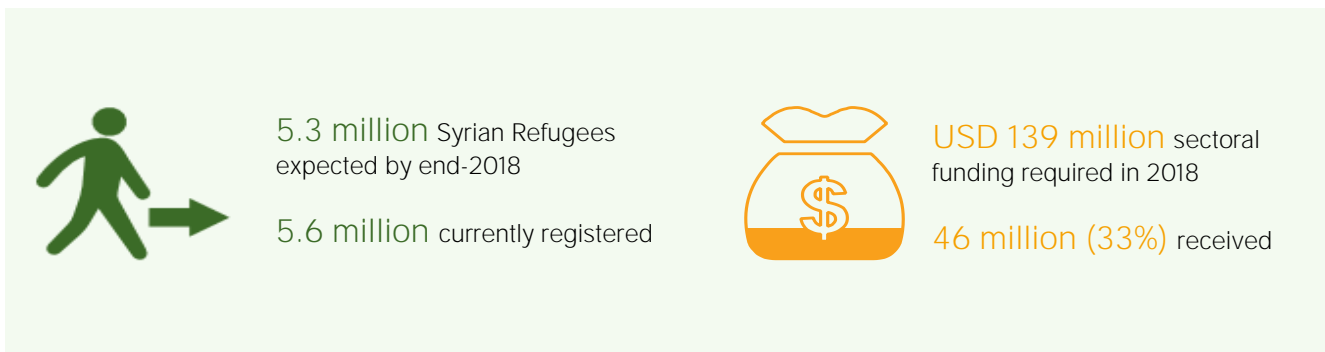 5.3 million Syrian Refugees
expected by end-2018
5.6 million currently registered
$
USD 139 million sectoral
funding required in 2018
46 million (33%) received